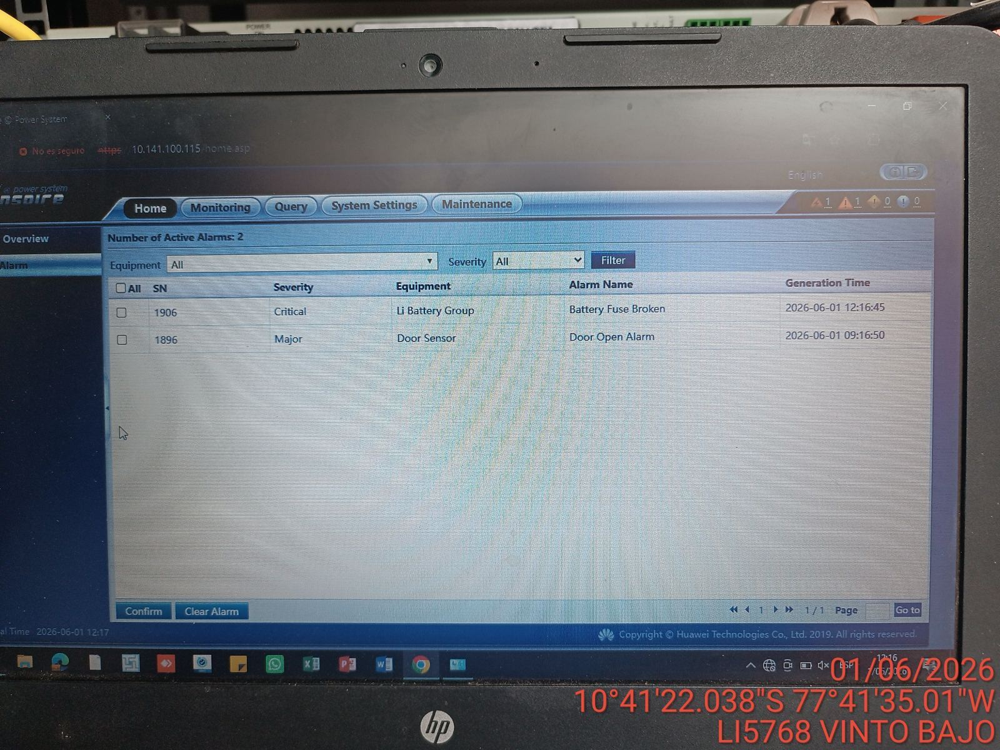 POWER
@ Power System
No es seguro https 10.141.100.115/home.asp
English
power system
Home Monitoring Query System Settings Maintenance
1 1 0 0
Overview
Alarm
Number of Active Alarms: 2
Equipment All Severity All Filter
All SN Severity Equipment Alarm Name Generation Time
1906 Critical Li Battery Group Battery Fuse Broken 2026-06-01 12:16:45
1896 Major Door Sensor Door Open Alarm 2026-06-01 09:16:50
Confirm Clear Alarm 1 1 / 1 Page Go to
Time 2026-06-01 12:17
Copyright © Huawei Technologies Co., Ltd. 2019. All rights reserved.
12:16
01/06/2026
10°41'22.038"S 77°41'35.01"W
LI5768 VINTO BAJO
hp